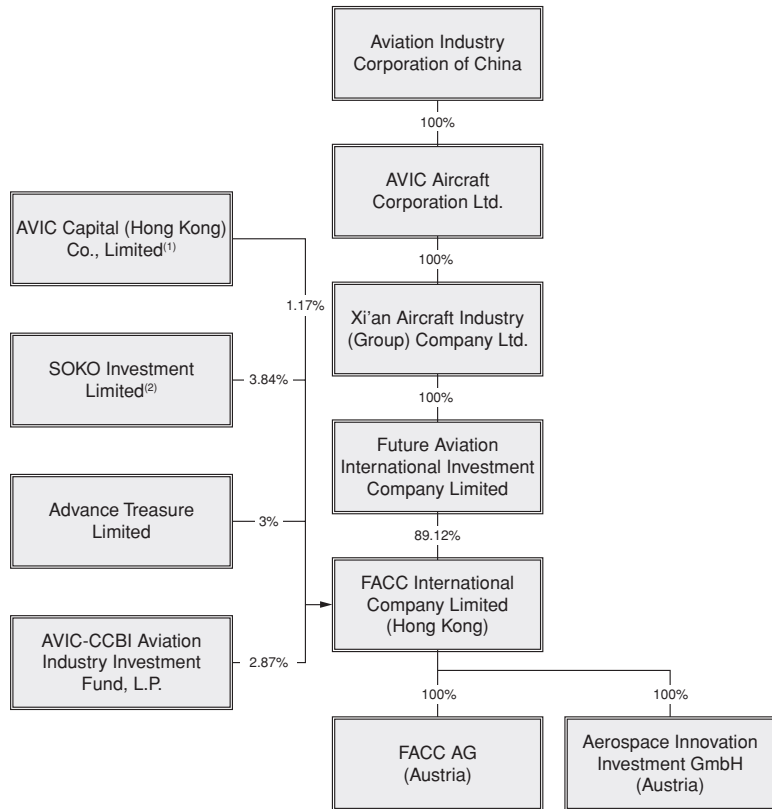 Aviation Industry
Corporation of China
100%
AVIC Aircraft
Corporation Ltd.
AVIC Capital (Hong Kong)
Co., Limited(1)
100%
1.17%
Xi'an Aircraft Industry
(Group) Company Ltd.
SOKO Investment
Limited(2)
3.84%
100%
Future Aviation
International Investment
Company Limited
Advance Treasure
Limited
3%
89.12%
FACC International
Company Limited
(Hong Kong)
AVIC-CCBI Aviation
Industry Investment
Fund, L.P.
2.87%
100%
100%
FACC AG
(Austria)
Aerospace Innovation
Investment GmbH
(Austria)